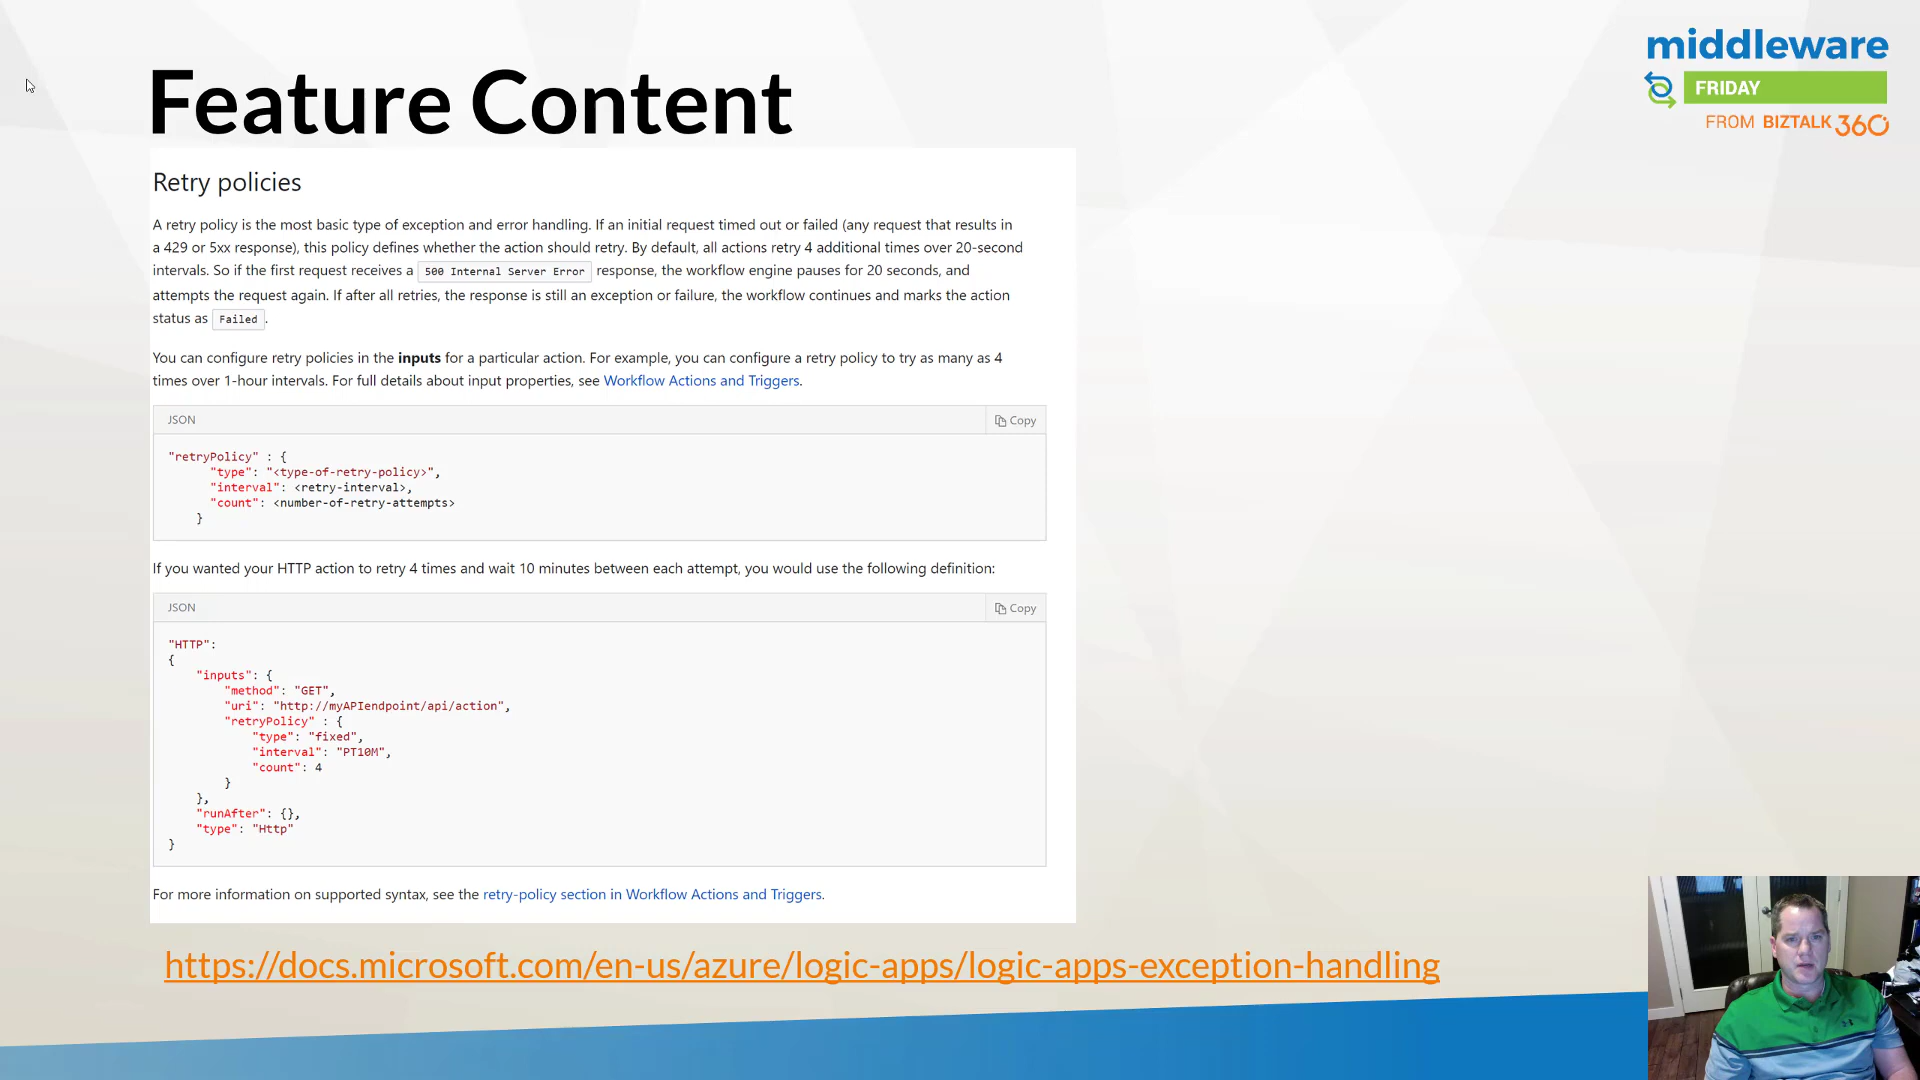 Feature Content
middleware
FRIDAY
FROM BIZTALK 360
Retry policies
A retry policy is the most basic type of exception and error handling. If an initial request timed out or failed (any request that results in
a 429 or 5xx response), this policy defines whether the action should retry. By default, all actions retry 4 additional times over 20-second
intervals. So if the first request receives a 500 Internal Server Error response, the workflow engine pauses for 20 seconds, and
attempts the request again. If after all retries, the response is still an exception or failure, the workflow continues and marks the action
status as Failed.
You can configure retry policies in the inputs for a particular action. For example, you can configure a retry policy to try as many as 4
times over 1-hour intervals. For full details about input properties, see Workflow Actions and Triggers.
JSON Copy
"retryPolicy" : {
"type": "<type-of-retry-policy>",
"interval": <retry-interval>,
"count": <number-of-retry-attempts>
}
If you wanted your HTTP action to retry 4 times and wait 10 minutes between each attempt, you would use the following definition:
JSON Copy
"HTTP":
{
"inputs": {
"method": "GET",
"uri": "http://myAPIendpoint/api/action",
"retryPolicy" : {
"type": "fixed",
"interval": "PT10M",
"count": 4
}
},
"runAfter": {},
"type": "Http"
}
For more information on supported syntax, see the retry-policy section in Workflow Actions and Triggers.
https://docs.microsoft.com/en-us/azure/logic-apps/logic-apps-exception-handling